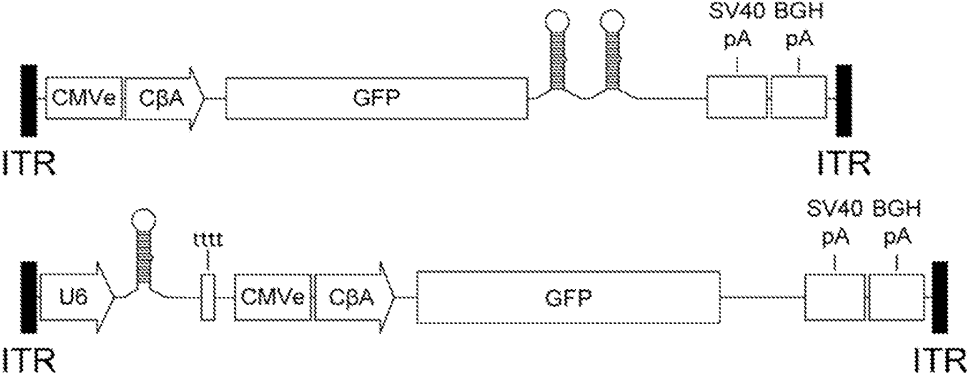 SV40 BGH
pA pA
CMVe CβA GFP
ITR ITR
SV40 BGH
pA pA
tttt
U6 CMVe CβA GFP
ITR ITR